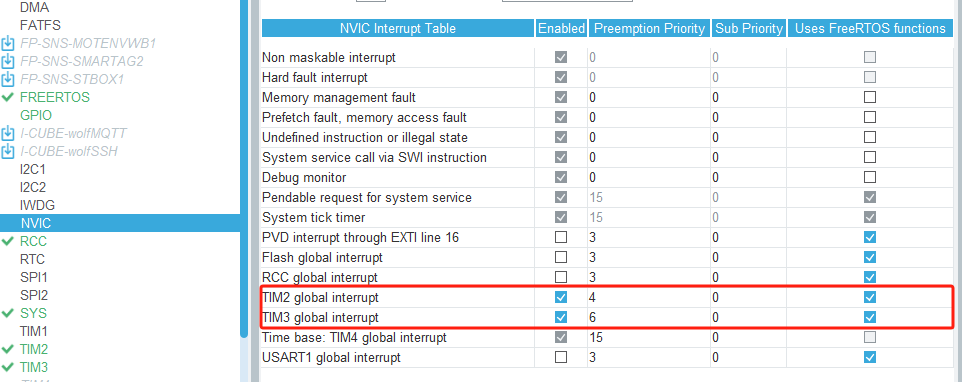 DMA
FATFS
FP-SNS-MOTENVWB1
FP-SNS-SMARTAG2
FP-SNS-STBOX1
FREERTOS
GPIO
I-CUBE-wolfMQTT
I-CUBE-wolfSSH
I2C1
I2C2
IWDG
NVIC
RCC
RTC
SPI1
SPI2
SYS
TIM1
TIM2
TIM3
NVIC Interrupt Table Enabled Preemption Priority Sub Priority Uses FreeRTOS functions
Non maskable interrupt 0 0
Hard fault interrupt 0 0
Memory management fault 0 0
Prefetch fault, memory access fault 0 0
Undefined instruction or illegal state 0 0
System service call via SWI instruction 0 0
Debug monitor 0 0
Pendable request for system service 15 0
System tick timer 15 0
PVD interrupt through EXTI line 16 3 0
Flash global interrupt 3 0
RCC global interrupt 3 0
TIM2 global interrupt 4 0
TIM3 global interrupt 6 0
Time base: TIM4 global interrupt 15 0
USART1 global interrupt 3 0